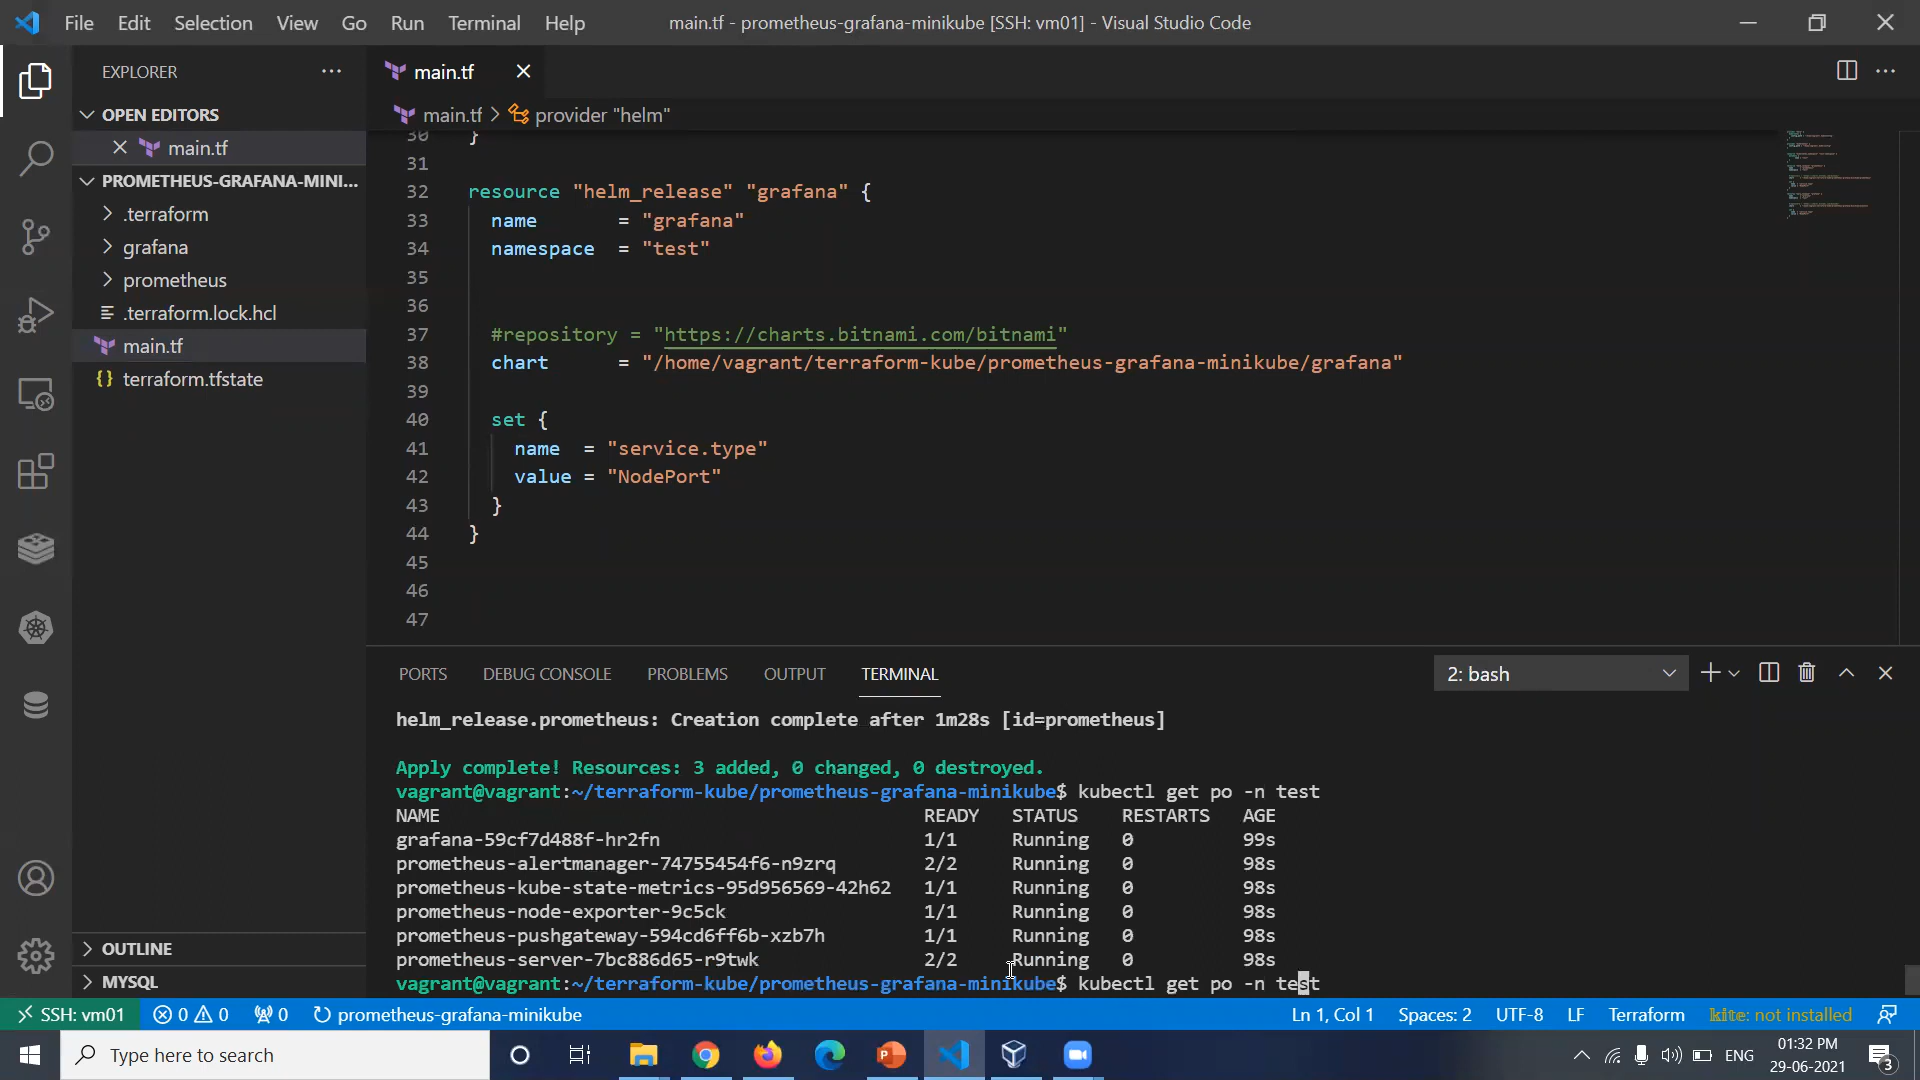 File Edit Selection View Go Run Terminal Help
main.tf - prometheus-grafana-minikube [SSH: vm01] - Visual Studio Code
EXPLORER
OPEN EDITORS
main.tf
PROMETHEUS-GRAFANA-MINI...
.terraform
grafana
prometheus
.terraform.lock.hcl
main.tf
terraform.tfstate
OUTLINE
MYSQL
main.tf
main.tf > provider "helm"
30 }
31
32 resource "helm_release" "grafana" {
33 name = "grafana"
34 namespace = "test"
35
36
37 #repository = "https://charts.bitnami.com/bitnami"
38 chart = "/home/vagrant/terraform-kube/prometheus-grafana-minikube/grafana"
39
40 set {
41 name = "service.type"
42 value = "NodePort"
43 }
44 }
45
46
47
PORTS DEBUG CONSOLE PROBLEMS OUTPUT TERMINAL 2: bash
helm_release.prometheus: Creation complete after 1m28s [id=prometheus]
Apply complete! Resources: 3 added, 0 changed, 0 destroyed.
vagrant@vagrant:~/terraform-kube/prometheus-grafana-minikube$ kubectl get po -n test
NAME READY STATUS RESTARTS AGE
grafana-59cf7d488f-hr2fn 1/1 Running 0 99s
prometheus-alertmanager-74755454f6-n9zrq 2/2 Running 0 98s
prometheus-kube-state-metrics-95d956569-42h62 1/1 Running 0 98s
prometheus-node-exporter-9c5ck 1/1 Running 0 98s
prometheus-pushgateway-594cd6ff6b-xzb7h 1/1 Running 0 98s
prometheus-server-7bc886d65-r9twk 2/2 Running 0 98s
vagrant@vagrant:~/terraform-kube/prometheus-grafana-minikube$ kubectl get po -n test
SSH: vm01 0 0 0 prometheus-grafana-minikube Ln 1, Col 1 Spaces: 2 UTF-8 LF Terraform kite: not installed
Type here to search
ENG
01:32 PM
29-06-2021
3